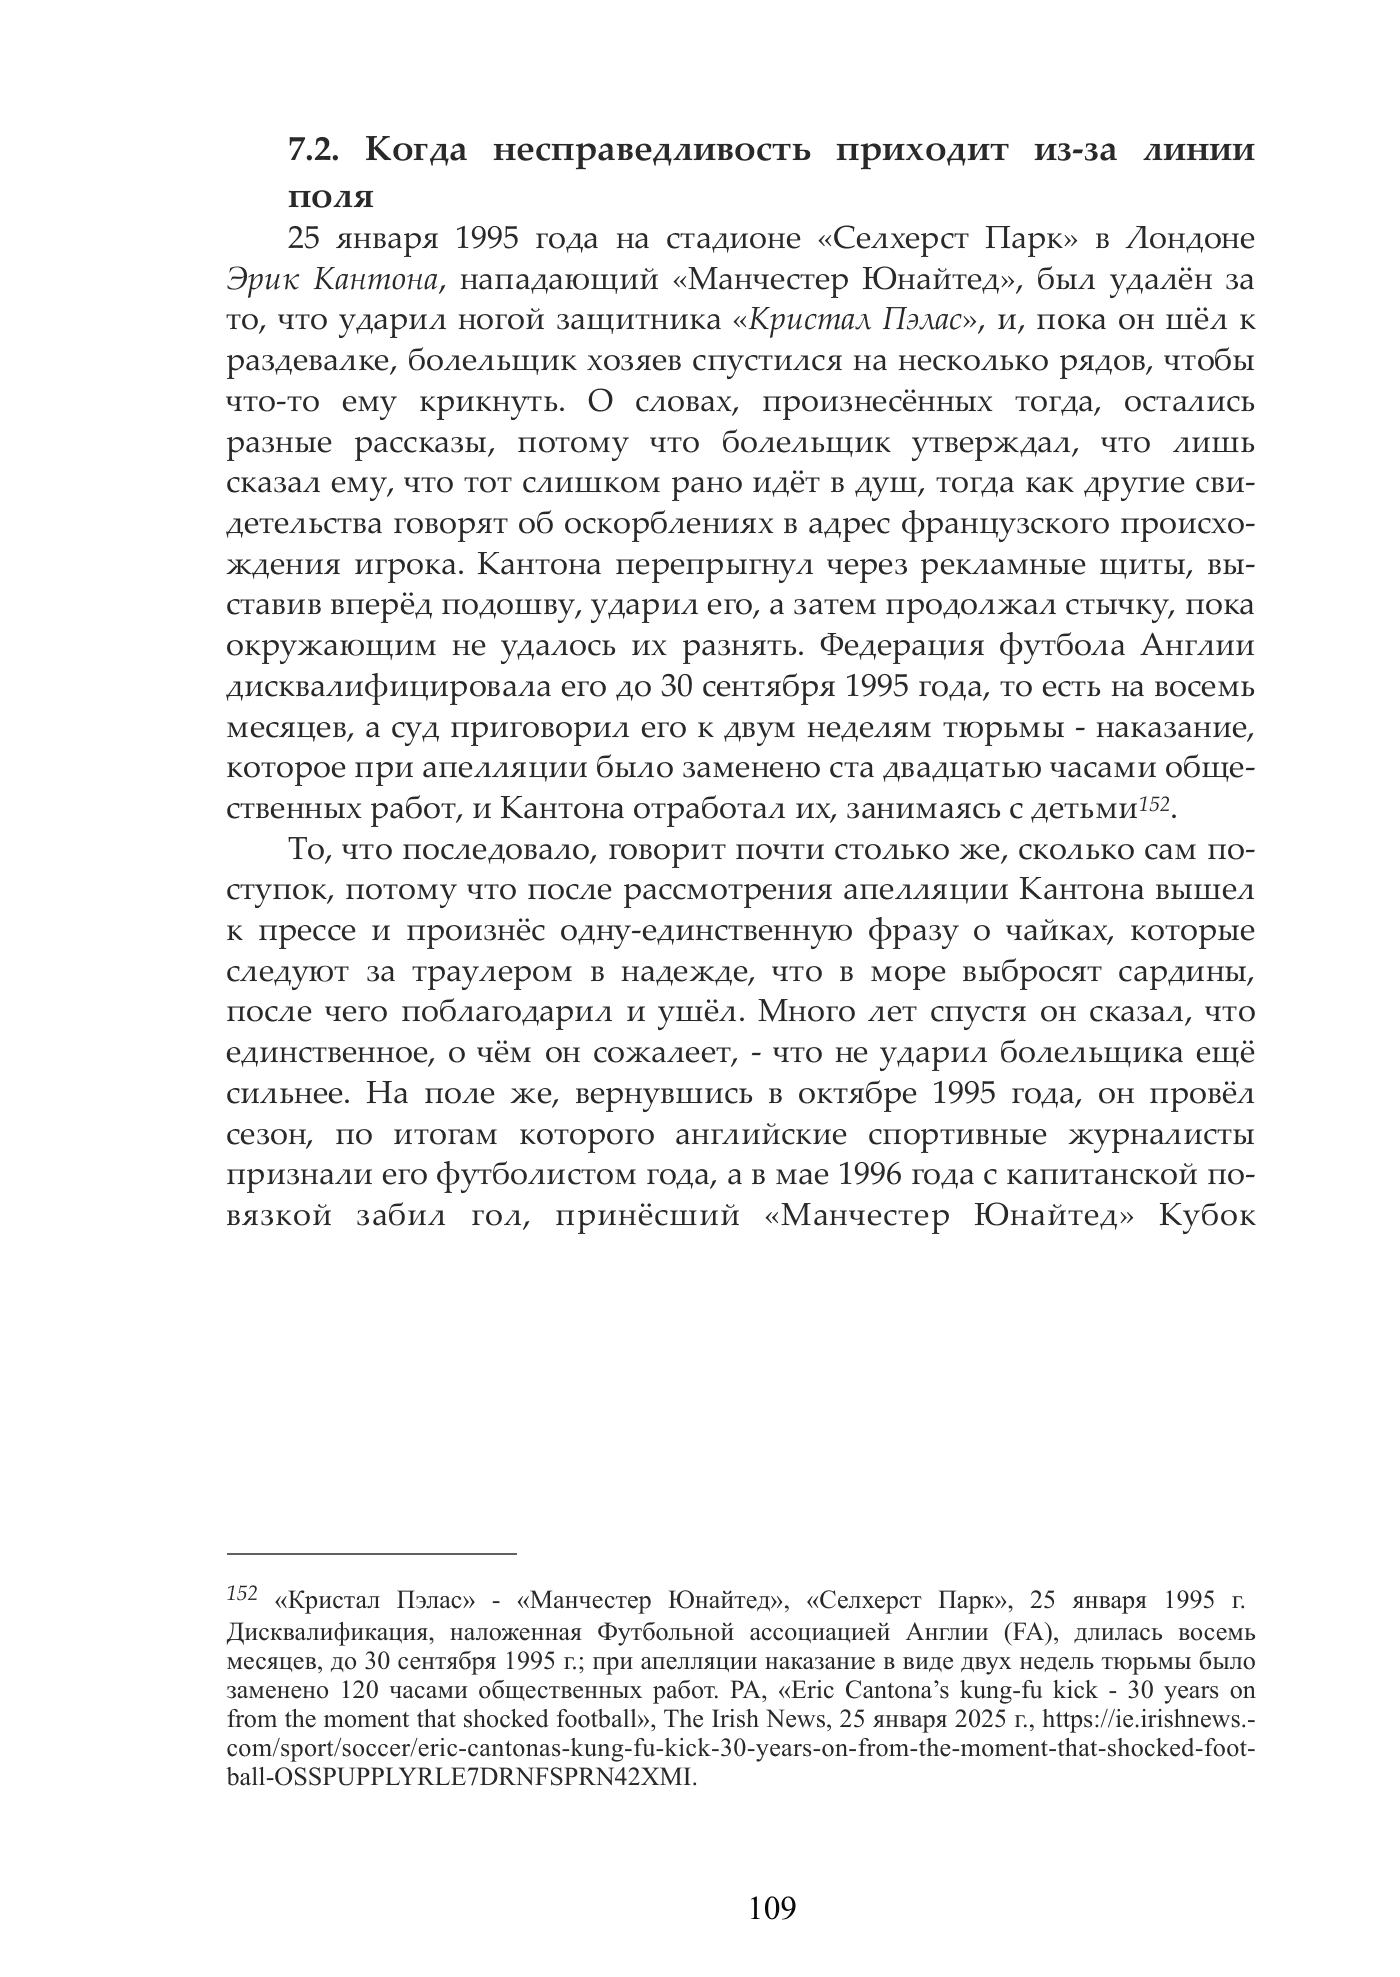 7.2. Когда несправедливость приходит из-за линии
поля
25 января 1995 года на стадионе «Селхерст Парк» в Лондоне
Эрик Кантона, нападающий «Манчестер Юнайтед», был удалён за
то, что ударил ногой защитника «Кристал Пэлас», и, пока он шёл к
раздевалке, болельщик хозяев спустился на несколько рядов, чтобы
что-то ему крикнуть. О словах, произнесённых тогда, остались
разные рассказы, потому что болельщик утверждал, что лишь
сказал ему, что тот слишком рано идёт в душ, тогда как другие сви-
детельства говорят об оскорблениях в адрес французского происхо-
ждения игрока. Кантона перепрыгнул через рекламные щиты, вы-
ставив вперёд подошву, ударил его, а затем продолжал стычку, пока
окружающим не удалось их разнять. Федерация футбола Англии
дисквалифицировала его до 30 сентября 1995 года, то есть на восемь
месяцев, а суд приговорил его к двум неделям тюрьмы - наказание,
которое при апелляции было заменено ста двадцатью часами обще-
ственных работ, и Кантона отработал их, занимаясь с детьми152.
То, что последовало, говорит почти столько же, сколько сам по-
ступок, потому что после рассмотрения апелляции Кантона вышел
к прессе и произнёс одну-единственную фразу о чайках, которые
следуют за траулером в надежде, что в море выбросят сардины,
после чего поблагодарил и ушёл. Много лет спустя он сказал, что
единственное, о чём он сожалеет, - что не ударил болельщика ещё
сильнее. На поле же, вернувшись в октябре 1995 года, он провёл
сезон, по итогам которого английские спортивные журналисты
признали его футболистом года, а в мае 1996 года с капитанской по-
вязкой забил гол, принёсший «Манчестер Юнайтед» Кубок
152 «Кристал Пэлас» - «Манчестер Юнайтед», «Селхерст Парк», 25 января 1995 г.
Дисквалификация, наложенная Футбольной ассоциацией Англии (FA), длилась восемь
месяцев, до 30 сентября 1995 г.; при апелляции наказание в виде двух недель тюрьмы было
заменено 120 часами общественных работ. PA, «Eric Cantona’s kung-fu kick - 30 years on
from the moment that shocked football», The Irish News, 25 января 2025 г., https://ie.irishnews.-
com/sport/soccer/eric-cantonas-kung-fu-kick-30-years-on-from-the-moment-that-shocked-foot-
ball-OSSPUPPLYRLE7DRNFSPRN42XMI.
109